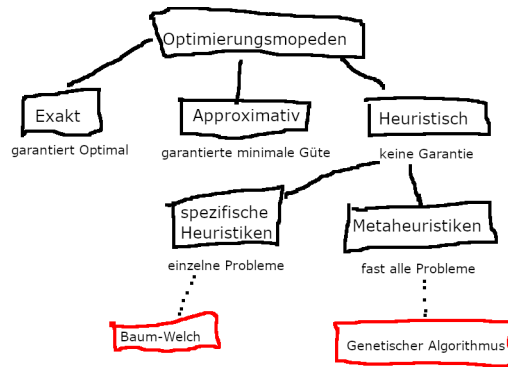 Optimierungsmopeden
Exakt
Approximativ
Heuristisch
garantiert Optimal
garantierte minimale Güte
keine Garantie
spezifische
Heuristiken
Metaheuristiken
einzelne Probleme
fast alle Probleme
Baum-Welch
Genetischer Algorithmus